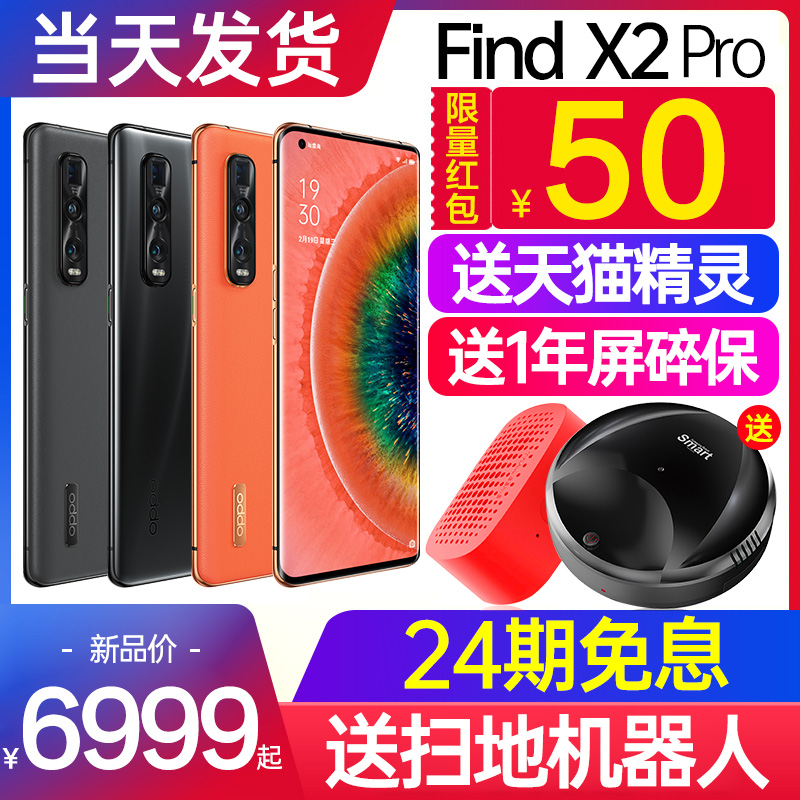 当天发货
Find X2 Pro
限量红包
¥50
送天猫精灵
送1年屏碎保
19
30
oppo
oppo
oppo
Smart
送
- 新品价 -
¥6999起
24期免息
送扫地机器人